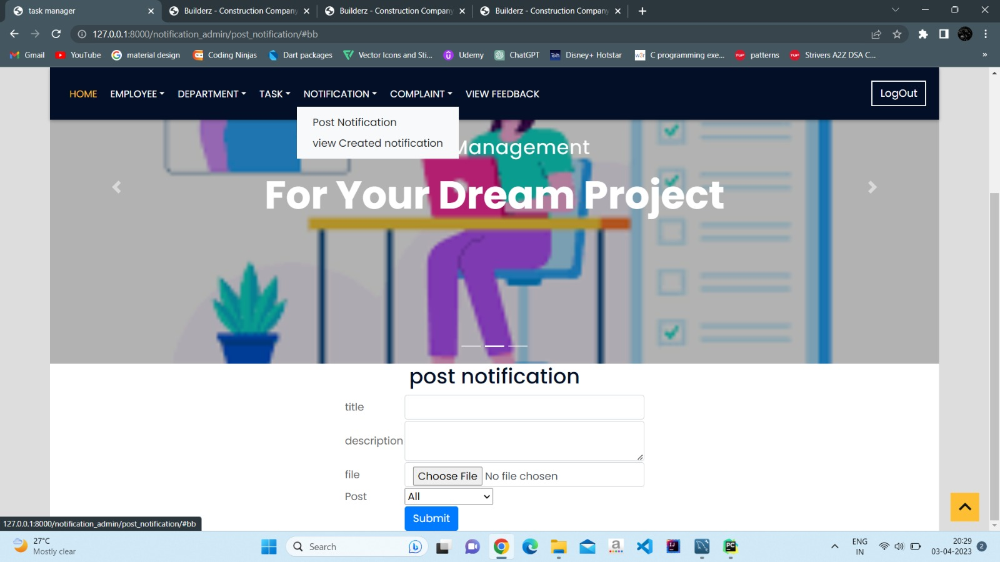 task manager
Builderz - Construction Company
Builderz - Construction Company
Builderz - Construction Company
127.0.0.1:8000/notification_admin/post_notification/#bb
Gmail YouTube material design Coding Ninjas Dart packages Vector Icons and Sti... Udemy ChatGPT Disney+ Hotstar C programming exe... patterns Strivers A2Z DSA C... »
HOME EMPLOYEE DEPARTMENT TASK NOTIFICATION COMPLAINT VIEW FEEDBACK LogOut
Post Notification
view Created notification
Management
For Your Dream Project
post notification
title
description
file Choose File No file chosen
Post All
Submit
127.0.0.1:8000/notification_admin/post_notification/#bb
27°C
Mostly clear
Search
ENG
IN
20:29
03-04-2023
2